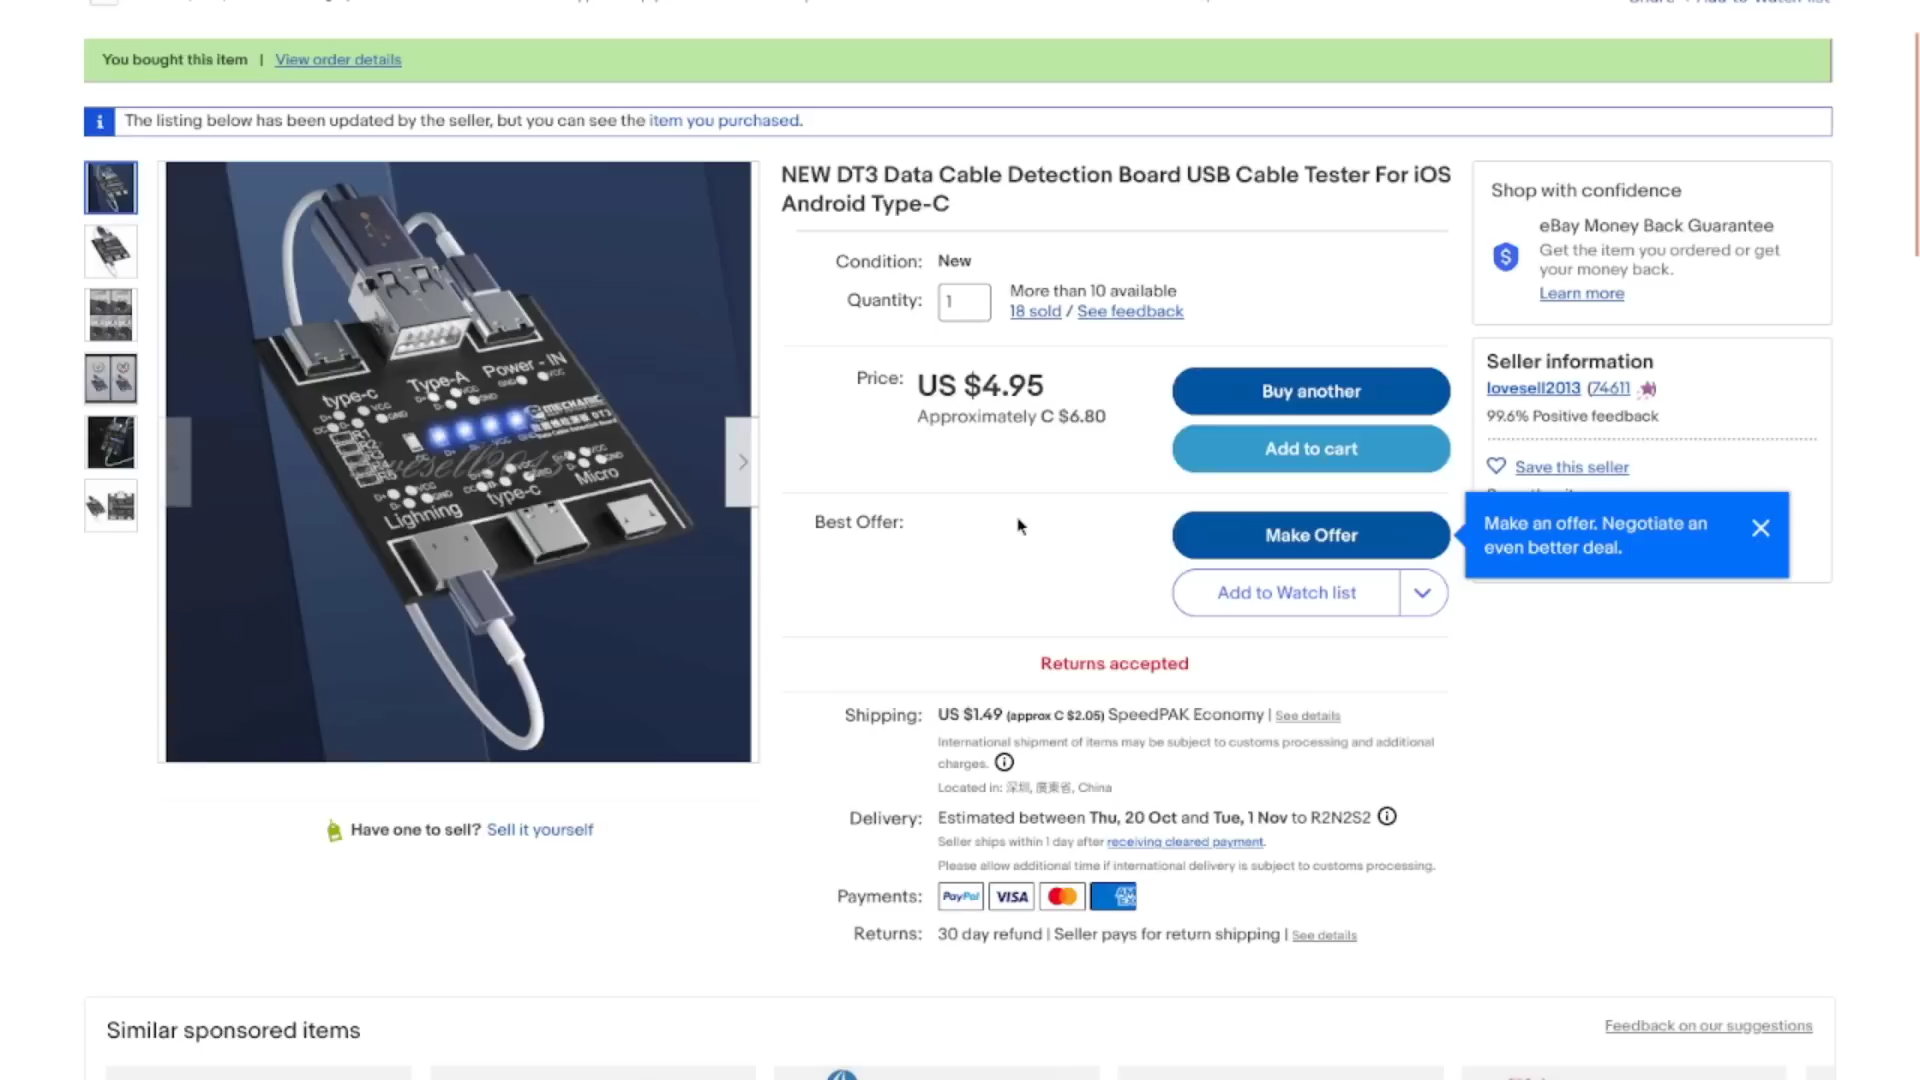 You bought this item | View order details
The listing below has been updated by the seller, but you can see the item you purchased.
NEW DT3 Data Cable Detection Board USB Cable Tester For iOS
Android Type-C
Condition: New
Quantity: 1
More than 10 available
18 sold / See feedback
Price: US $4.95
Approximately C $6.80
Buy another
Add to cart
Best Offer:
Make Offer
Add to Watch list
Returns accepted
Shipping: US $1.49 (approx C $2.05) SpeedPAK Economy | See details
International shipment of items may be subject to customs processing and additional
charges.
Located in: 深圳, 廣東省, China
Delivery: Estimated between Thu, 20 Oct and Tue, 1 Nov to R2N2S2
Seller ships within 1 day after receiving cleared payment.
Please allow additional time if international delivery is subject to customs processing.
Payments: PayPal VISA AM EX
Returns: 30 day refund | Seller pays for return shipping | See details
Shop with confidence
eBay Money Back Guarantee
Get the item you ordered or get
your money back.
Learn more
Seller information
lovesell2013 (74611)
99.6% Positive feedback
Save this seller
Make an offer. Negotiate an
even better deal.
type-c
Type-A
Power-IN
MECHANIC
DT3
Lighning
type-c
Micro
Have one to sell? Sell it yourself
Similar sponsored items
Feedback on our suggestions